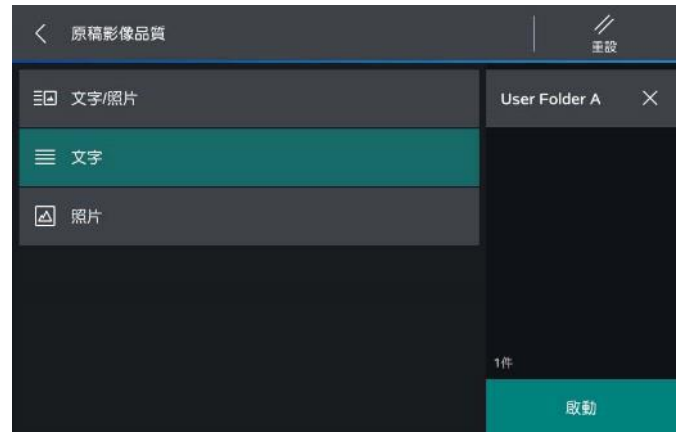 原稿影像品質
重設
文字/照片
文字
照片
User Folder A
1件
啟動